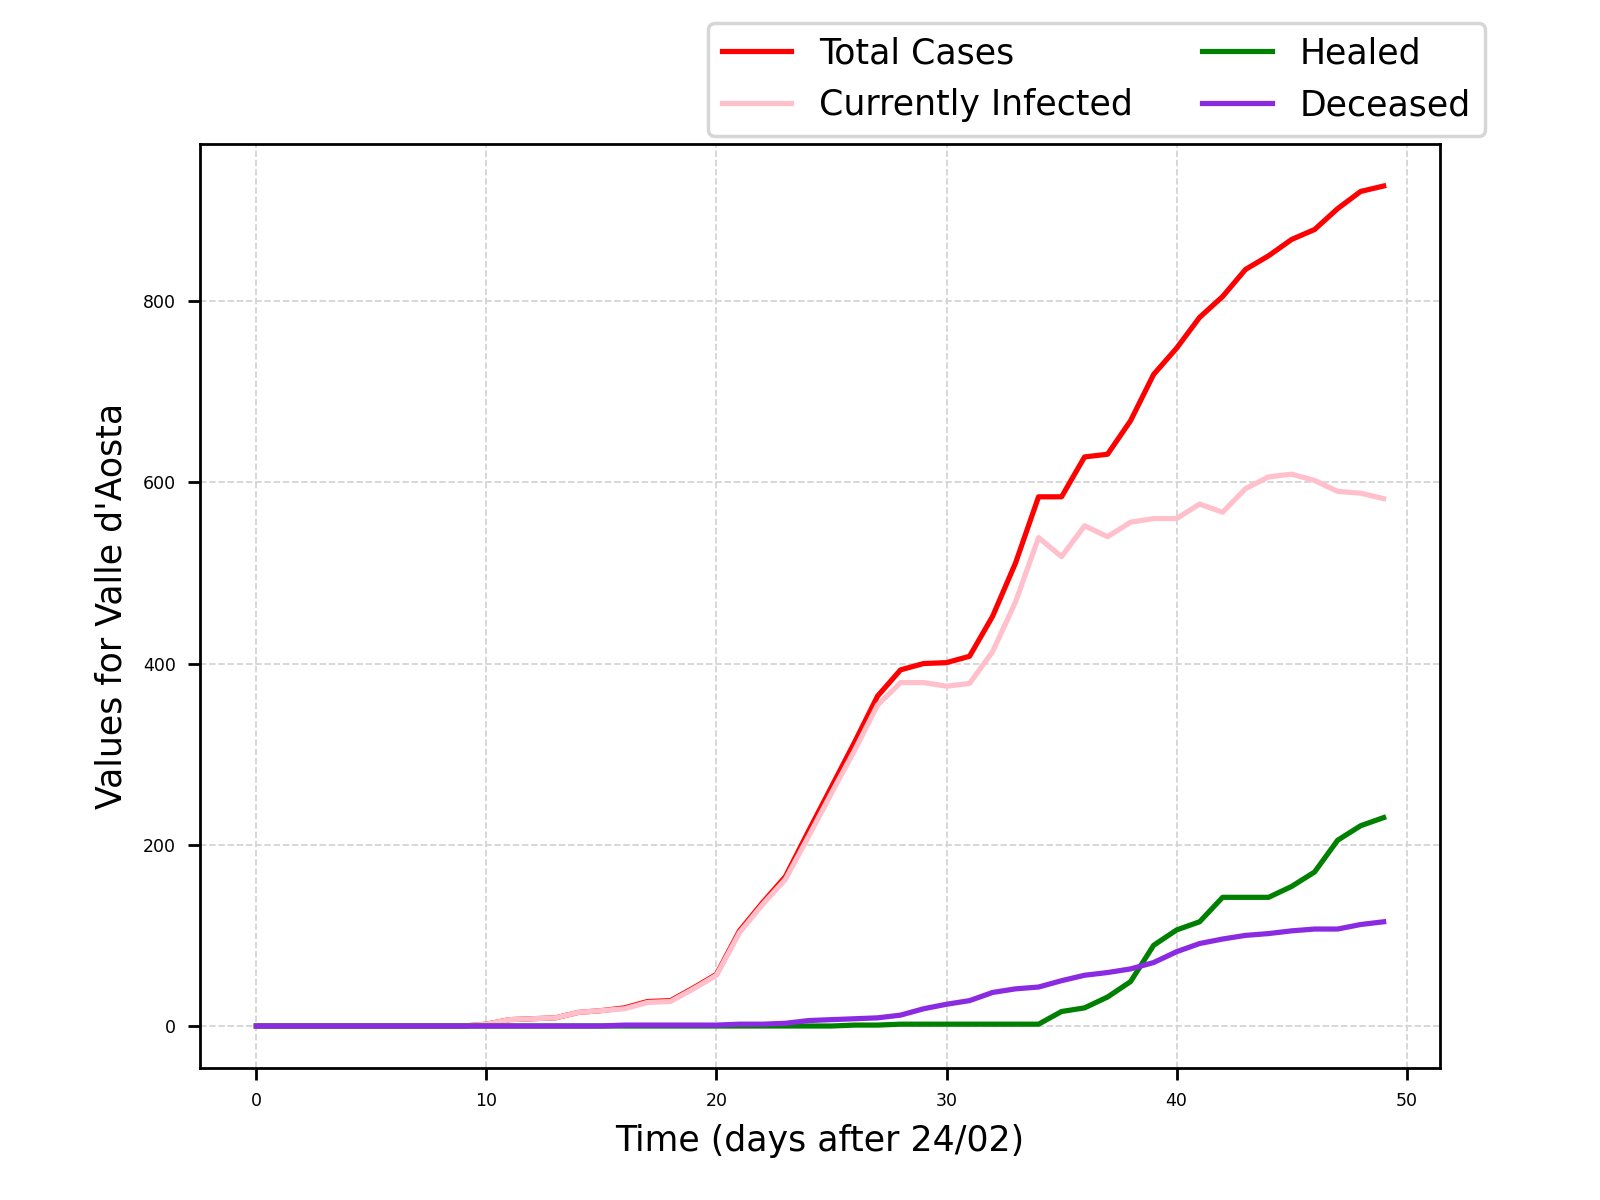 Total Cases
Currently Infected
Healed
Deceased
Values for Valle d'Aosta
800
600
400
200
0
0 10 20 30 40 50
Time (days after 24/02)